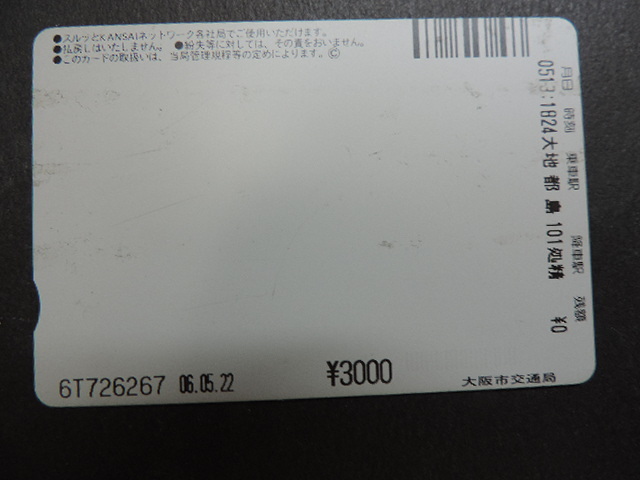 ●スルッとKANSAIネットワーク各社局でご使用いただけます。
●払戻しはいたしません。 ●紛失等に対しては、その責をおいません。
●このカードの取扱いは、当局管理規程等の定めによります。Ⓒ
月日 時刻 乗車駅 降車駅 残額
0513:1824大地 都 島 101処精 ¥0
6T726267 06.05.22 ¥3000 大阪市交通局